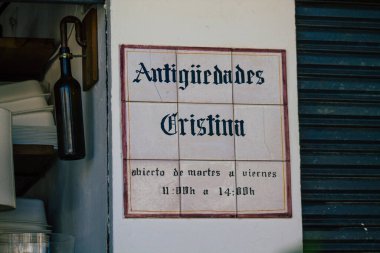 Antigüedades
Cristina
abierto de martes a viernes
11:00h a 14:00h